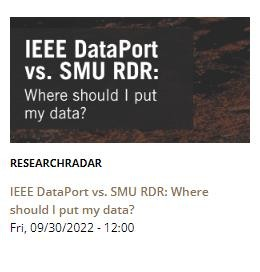 IEEE DataPort
vs. SMU RDR:
Where should I put
my data?
RESEARCHRADAR
IEEE DataPort vs. SMU RDR: Where
should I put my data?
Fri, 09/30/2022 - 12:00